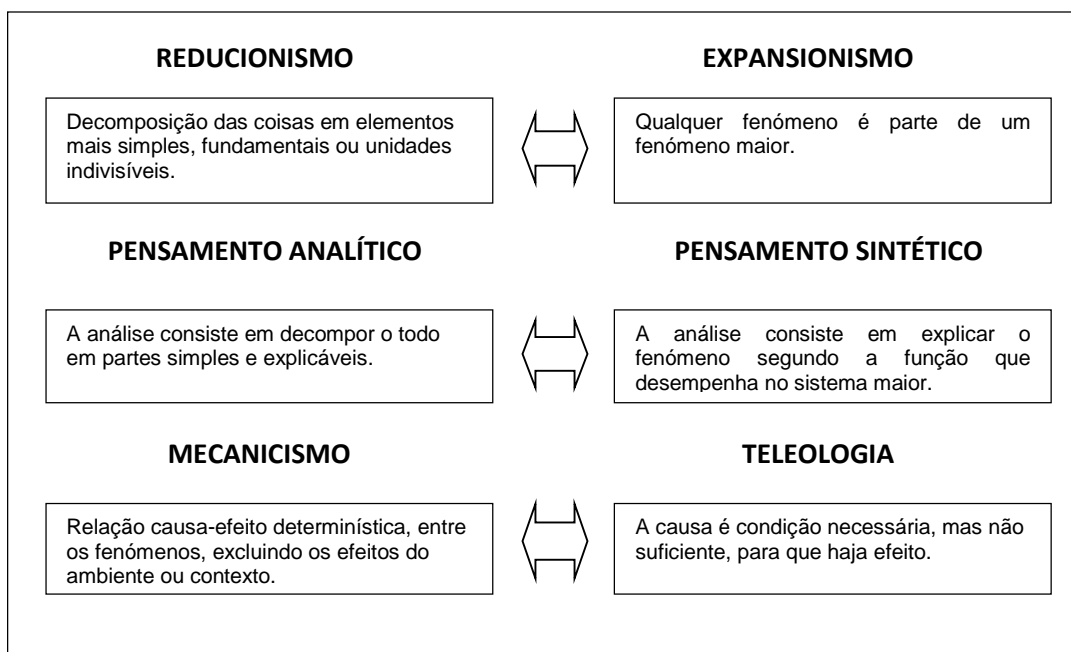 REDUCIONISMO
EXPANSIONISMO
Decomposição das coisas em elementos
mais simples, fundamentais ou unidades
indivisíveis.
Qualquer fenómeno é parte de um
fenómeno maior.
PENSAMENTO ANALÍTICO
PENSAMENTO SINTÉTICO
A análise consiste em decompor o todo
em partes simples e explicáveis.
A análise consiste em explicar o
fenómeno segundo a função que
desempenha no sistema maior.
MECANICISMO
TELEOLOGIA
Relação causa-efeito determinística, entre
os fenómenos, excluindo os efeitos do
ambiente ou contexto.
A causa é condição necessária, mas não
suficiente, para que haja efeito.